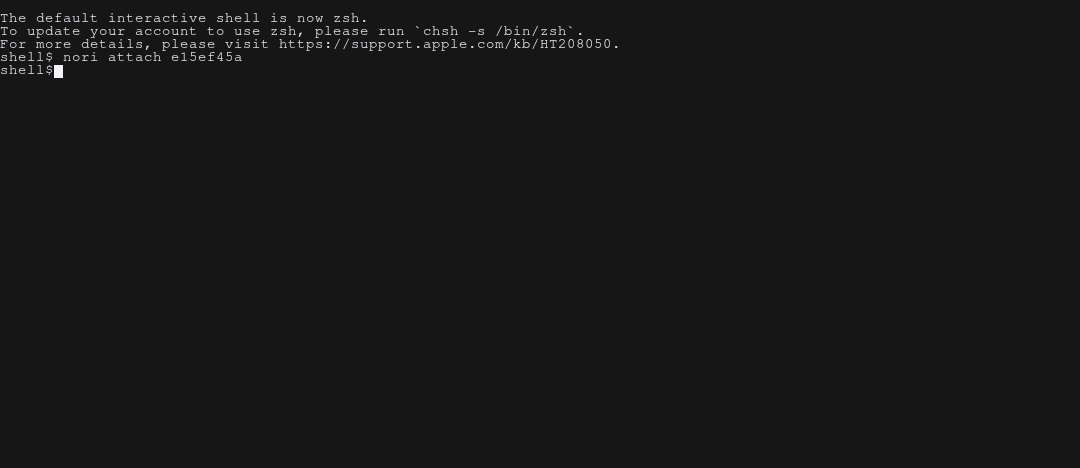 The default interactive shell is now zsh.
To update your account to use zsh, please run `chsh -s /bin/zsh`.
For more details, please visit https://support.apple.com/kb/HT208050.
shell$ nori attach e15ef45a
shell$